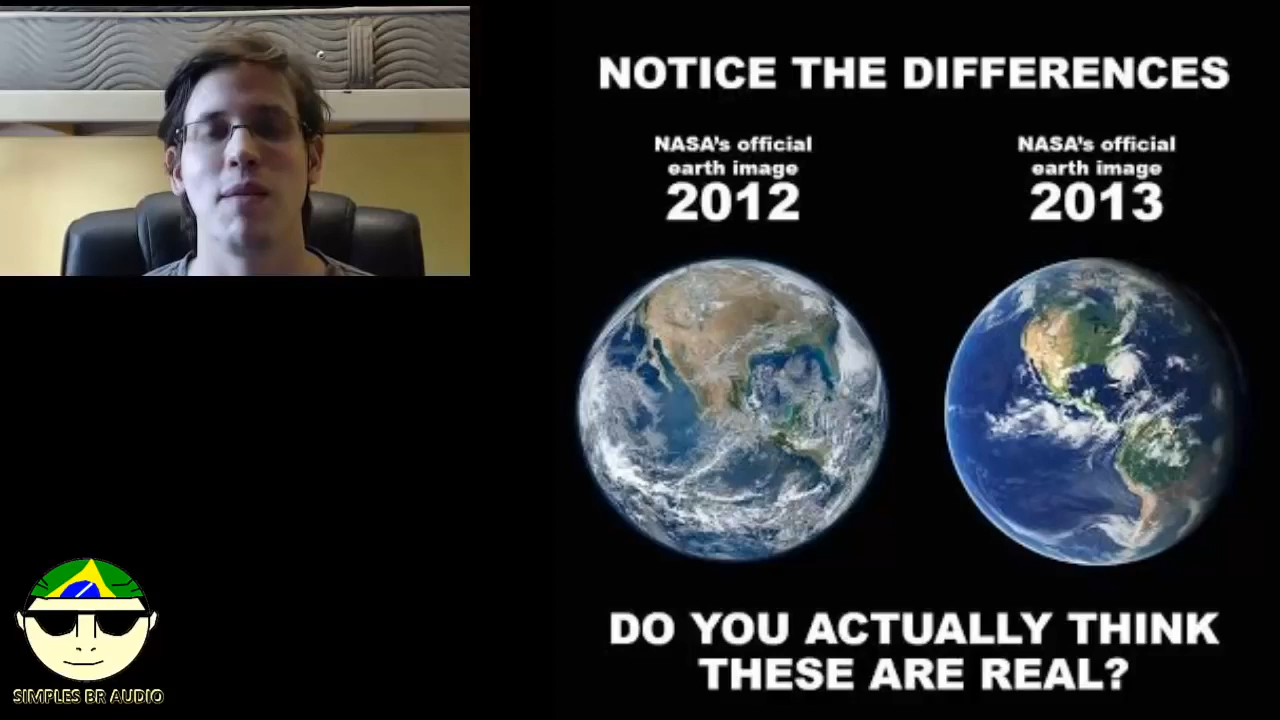 NOTICE THE DIFFERENCES
NASA's official
earth image
2012
NASA's official
earth image
2013
DO YOU ACTUALLY THINK
THESE ARE REAL?
SIMPLES BR AUDIO